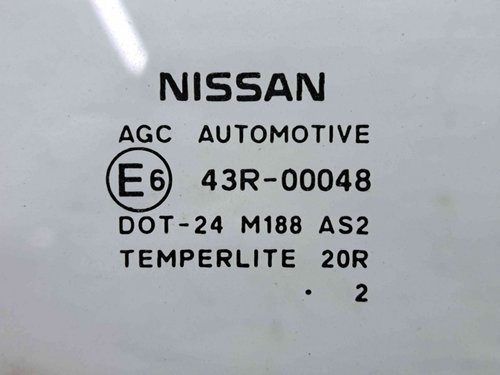 NISSAN
AGC AUTOMOTIVE
E6 43R-00048
DOT-24 M188 AS2
TEMPERLITE 20R
· 2